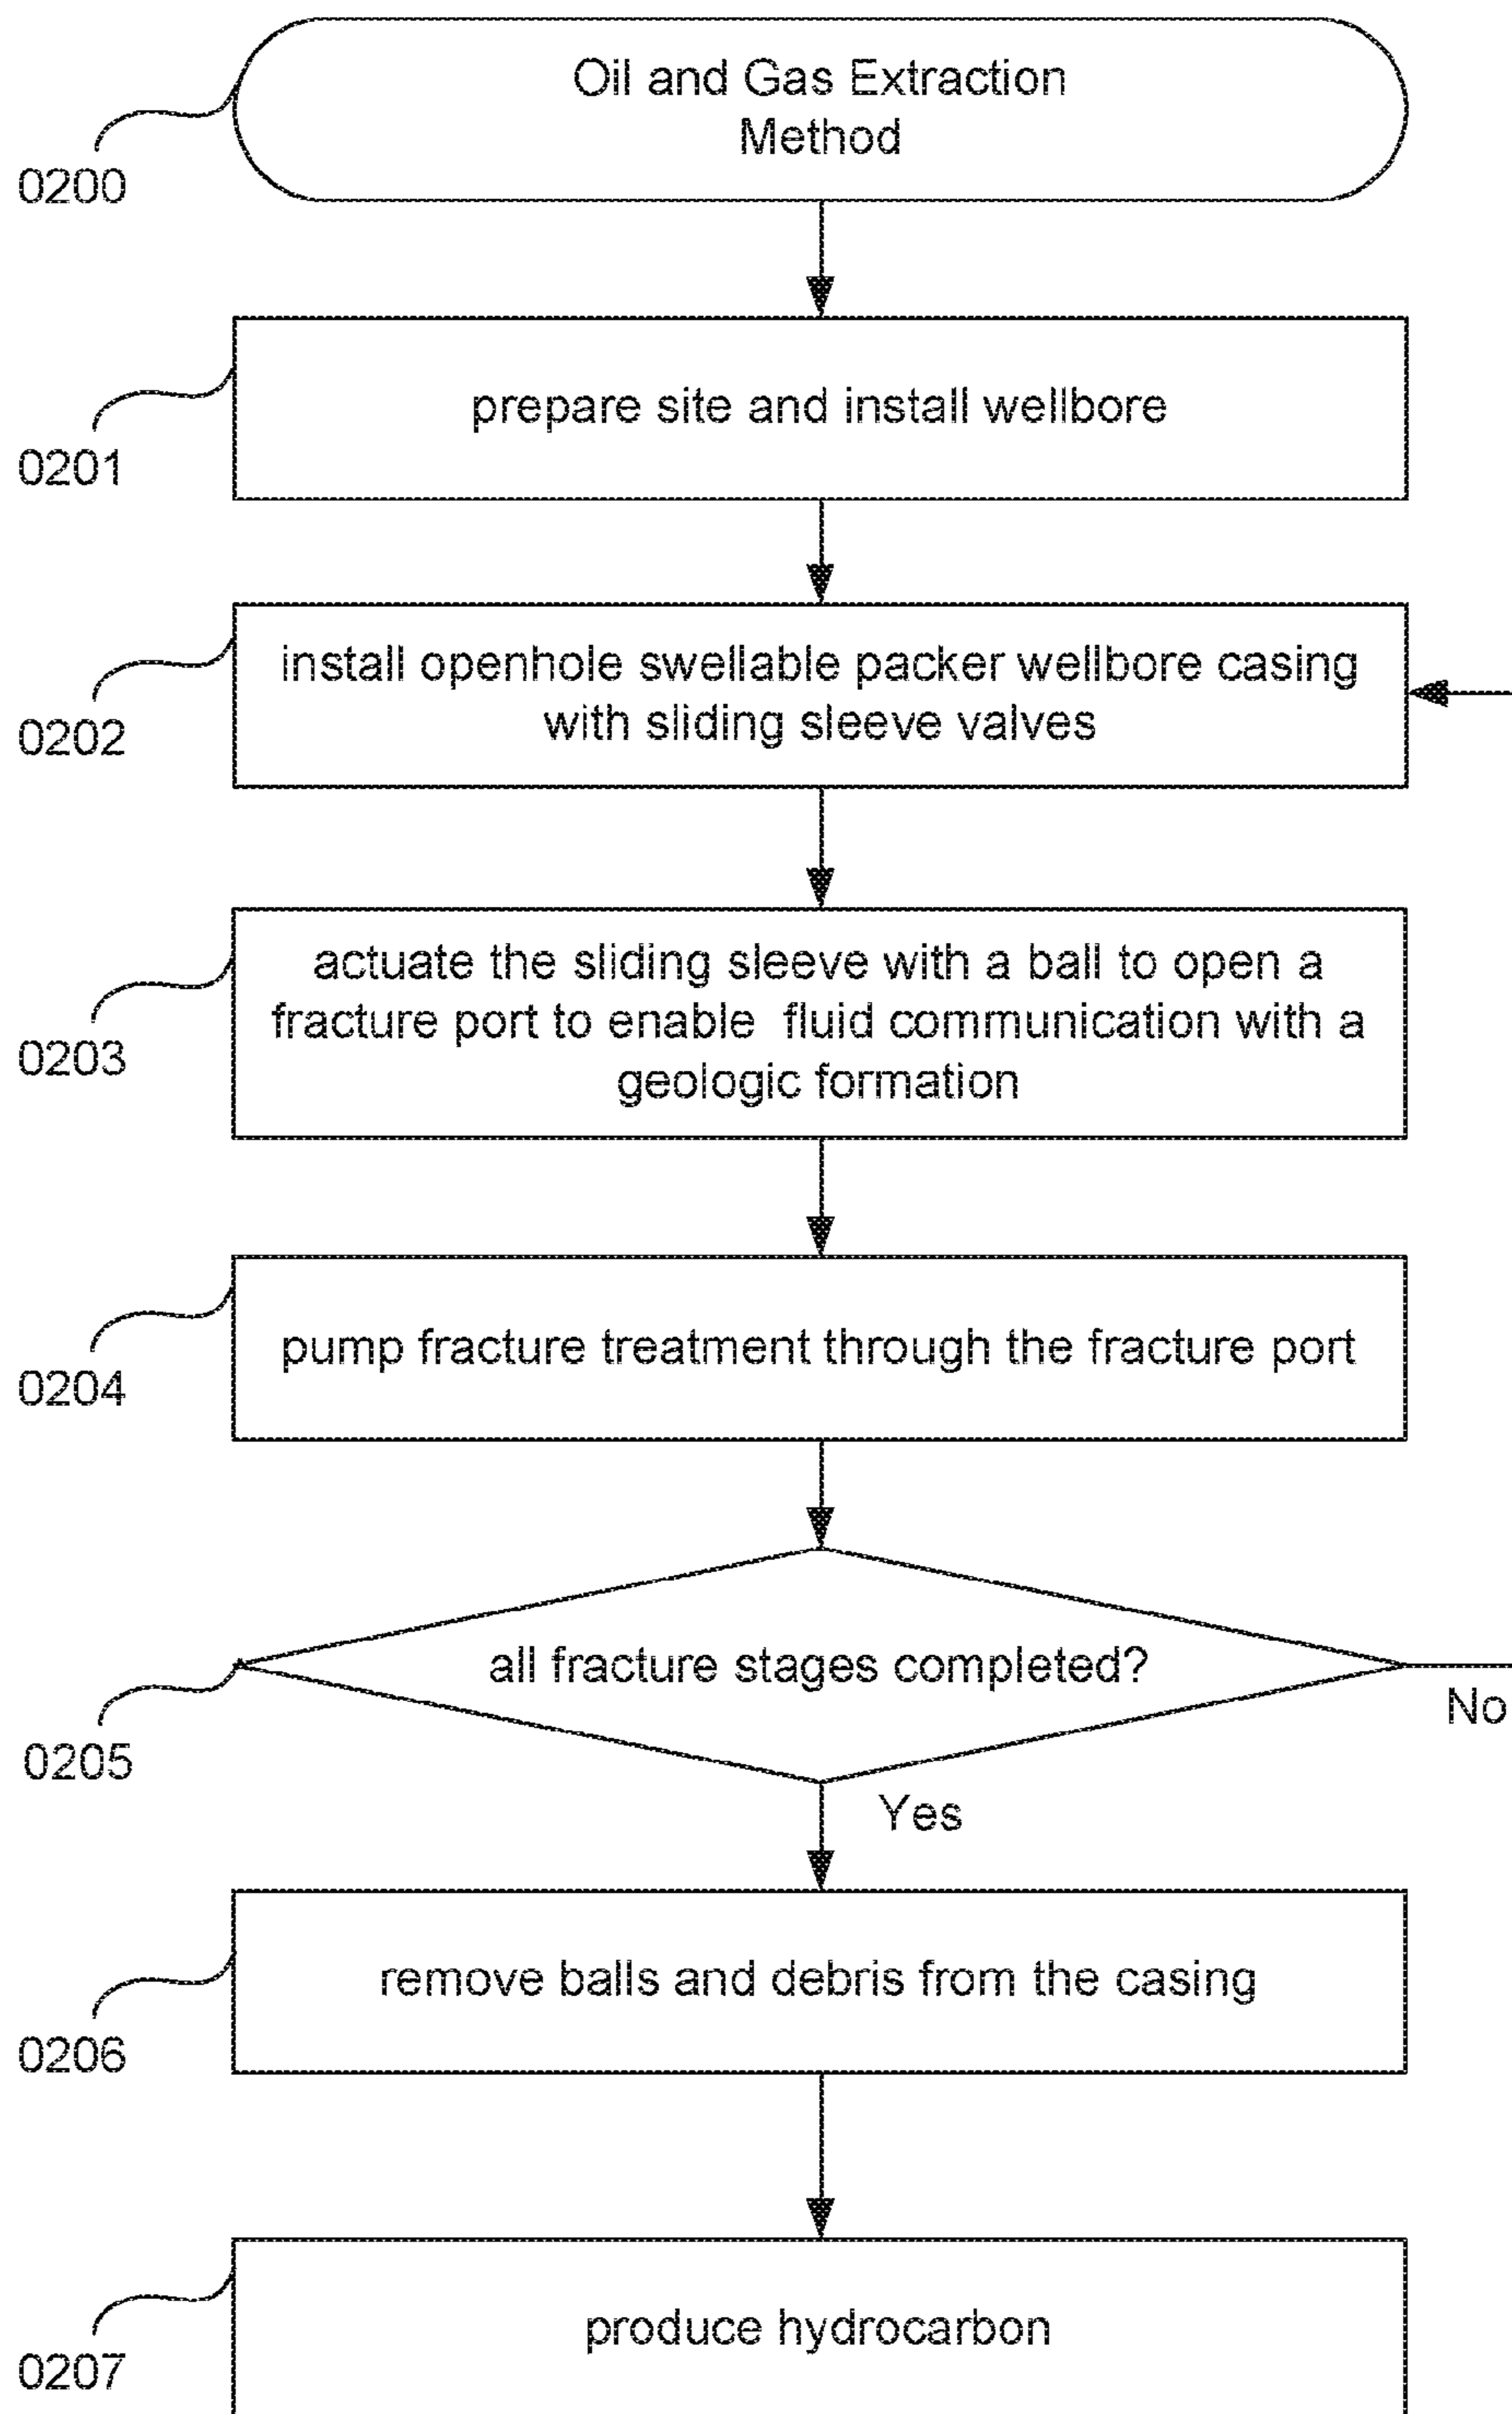 Oil and Gas Extraction
Method
0200
prepare site and install wellbore
0201
install openhole swellable packer wellbore casing
with sliding sleeve valves
0202
actuate the sliding sleeve with a ball to open a
fracture port to enable fluid communication with a
geologic formation
0203
pump fracture treatment through the fracture port
0204
all fracture stages completed?
No
0205
Yes
remove balls and debris from the casing
0206
produce hydrocarbon
0207